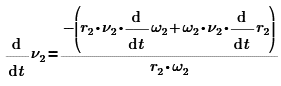 d/dt ν₂ = −(r₂·ν₂·d/dt ω₂ + ω₂·ν₂·d/dt r₂) / r₂·ω₂